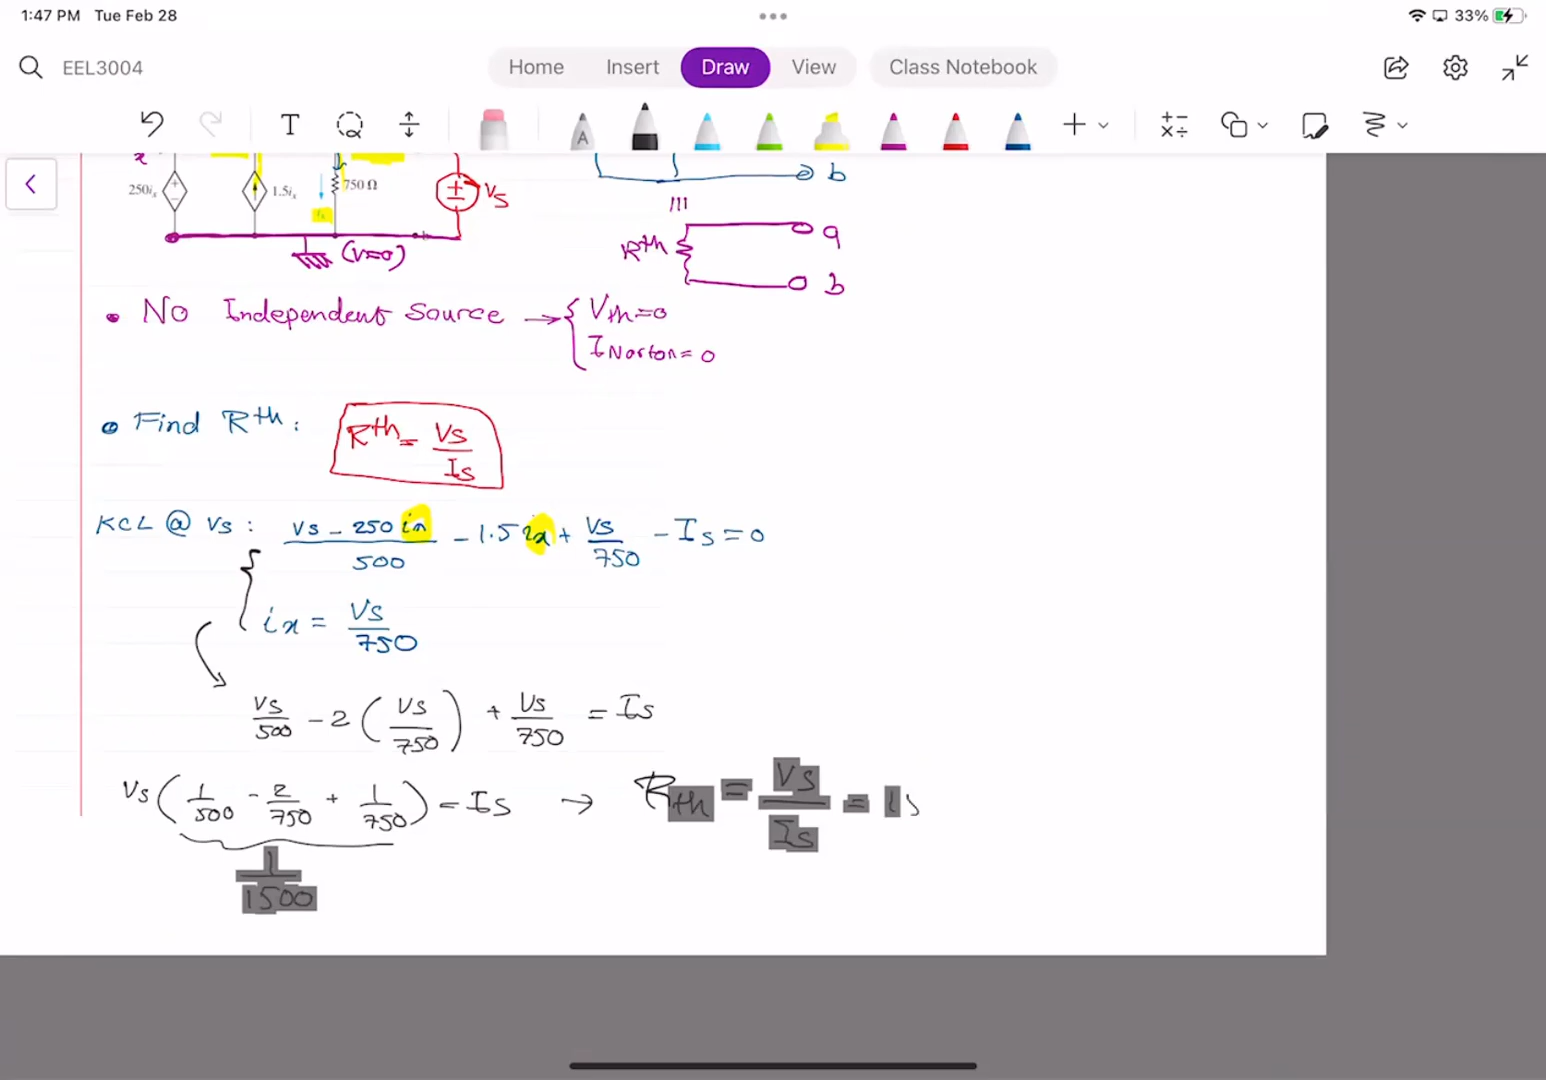 1:47 PM Tue Feb 28
33%
EEL3004
Home Insert Draw View Class Notebook
T
A
250iₓ
1.5iₓ
750 Ω
Vs
(V=0)
b
Rth
a
b
• No Independent Source → { Vth=0
INorton= 0
• Find Rth: Rth= Vs/Is
KCL @ Vs: (Vs - 250 ix)/500 - 1.5 ix + Vs/750 - Is = 0
ix = Vs/750
Vs/500 - 2 (Vs/750) + Vs/750 = Is
Vs (1/500 - 2/750 + 1/750) = Is → Rth = Vs/Is = 15
1/1500